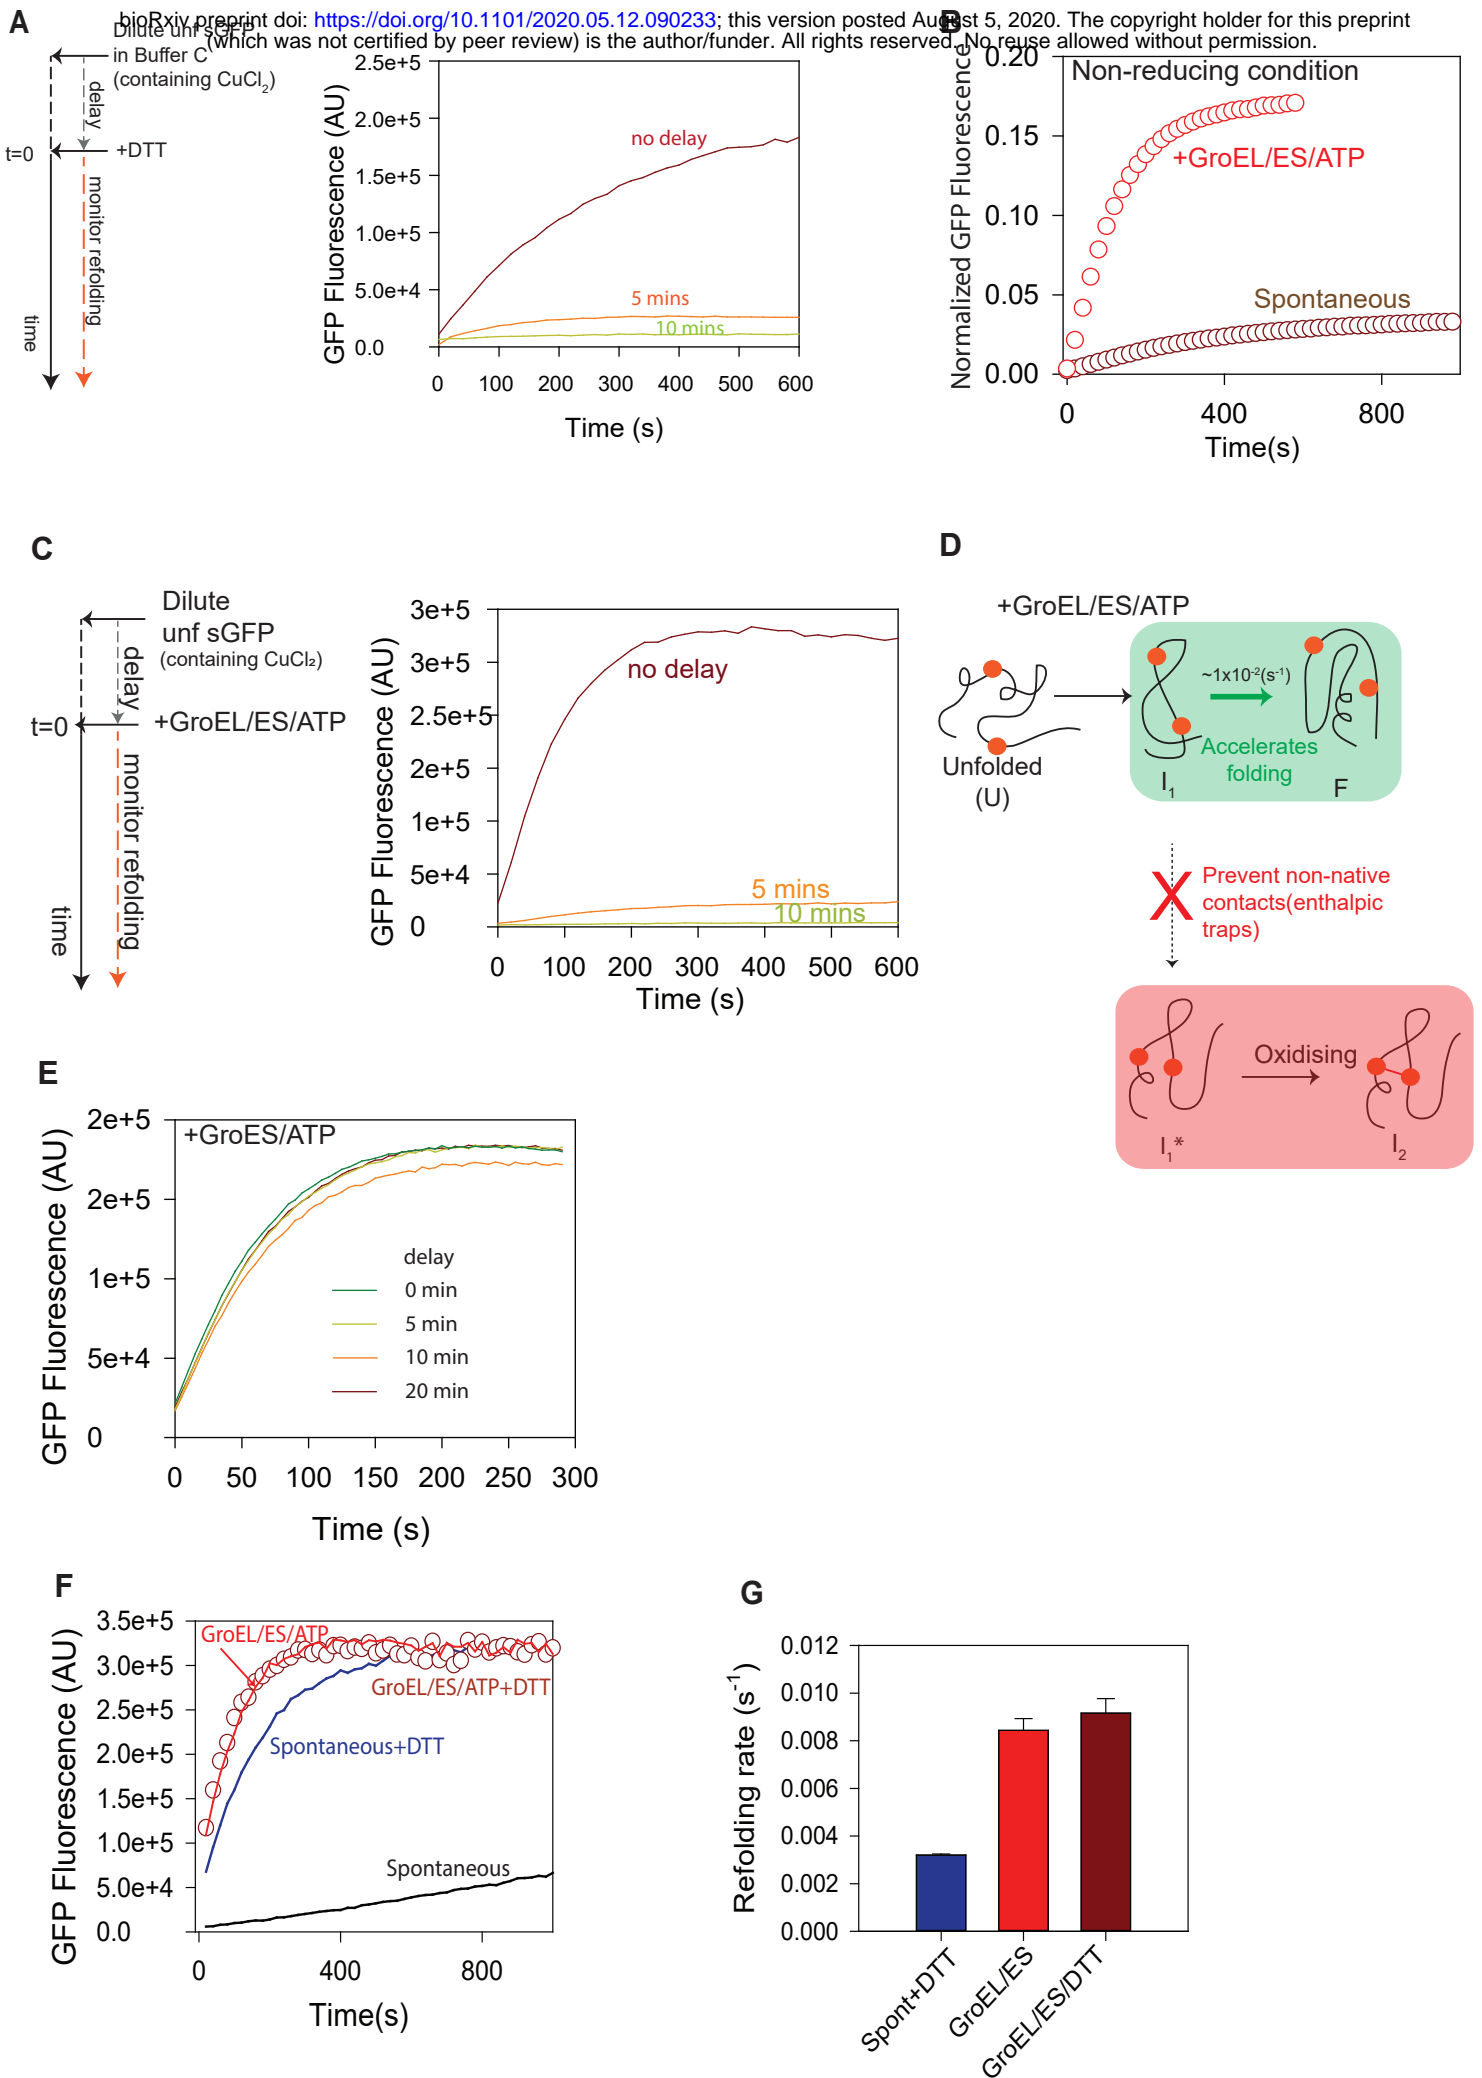 bioRxiv preprint doi: https://doi.org/10.1101/2020.05.12.090233; this version posted August 5, 2020. The copyright holder for this preprint
(which was not certified by peer review) is the author/funder. All rights reserved. No reuse allowed without permission.
A
Dilute unf sGFP
in Buffer C
(containing CuCl2)
delay
t=0
+DTT
monitor refolding
time
GFP Fluorescence (AU)
2.5e+5
2.0e+5
1.5e+5
1.0e+5
5.0e+4
0.0
no delay
5 mins
10 mins
0 100 200 300 400 500 600
Time (s)
B
Normalized GFP Fluorescence
0.20
0.15
0.10
0.05
0.00
Non-reducing condition
+GroEL/ES/ATP
Spontaneous
0 400 800
Time(s)
C
Dilute
unf sGFP
(containing CuCl2)
delay
t=0
+GroEL/ES/ATP
monitor refolding
time
GFP Fluorescence (AU)
3e+5
3e+5
2.5e+5
2e+5
1e+5
5e+4
0
no delay
5 mins
10 mins
0 100 200 300 400 500 600
Time (s)
D
+GroEL/ES/ATP
Unfolded
(U)
~1x10-2(s-1)
Accelerates
folding
I1
F
X
Prevent non-native
contacts(enthalpic
traps)
Oxidising
I1*
I2
E
GFP Fluorescence (AU)
2e+5
2e+5
1e+5
5e+4
0
+GroES/ATP
delay
0 min
5 min
10 min
20 min
0 50 100 150 200 250 300
Time (s)
F
GFP Fluorescence (AU)
3.5e+5
3.0e+5
2.5e+5
2.0e+5
1.5e+5
1.0e+5
5.0e+4
0.0
GroEL/ES/ATP
GroEL/ES/ATP+DTT
Spontaneous+DTT
Spontaneous
0 400 800
Time(s)
G
Refolding rate (s-1)
0.012
0.010
0.008
0.006
0.004
0.002
0.000
Spont+DTT
GroEL/ES
GroEL/ES/DTT